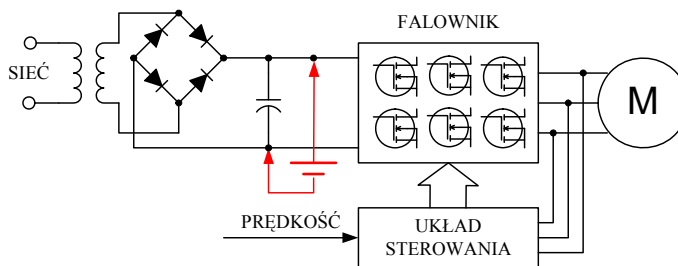 FALOWNIK
SIEĆ
M
PRĘDKOŚĆ
UKŁAD
STEROWANIA